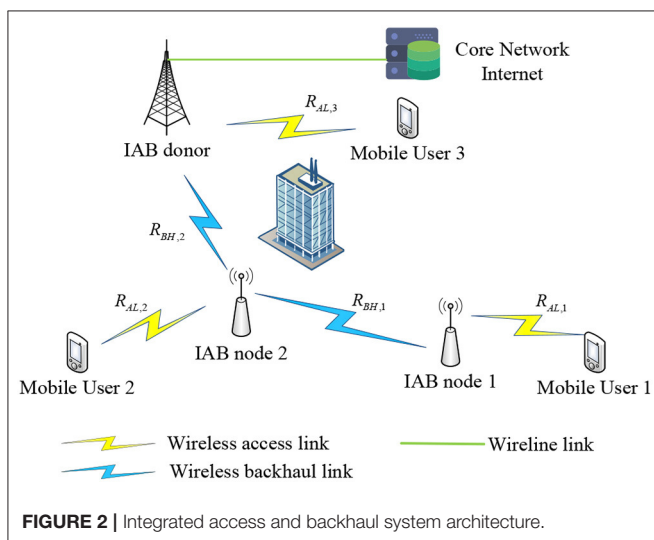 Core Network
Internet
R_{AL,3}
IAB donor
Mobile User 3
R_{BH,2}
R_{AL,2}
R_{BH,1}
R_{AL,1}
IAB node 2
IAB node 1
Mobile User 2
Mobile User 1
Wireless access link
Wireline link
Wireless backhaul link
FIGURE 2 | Integrated access and backhaul system architecture.